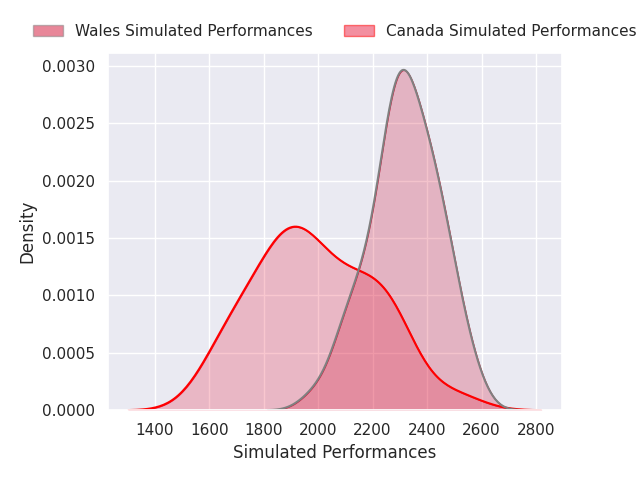 Wales Simulated Performances Canada Simulated Performances
0.0030
0.0025
0.0020
0.0015
0.0010
0.0005
0.0000
Density
1400 1600 1800 2000 2200 2400 2600 2800
Simulated Performances